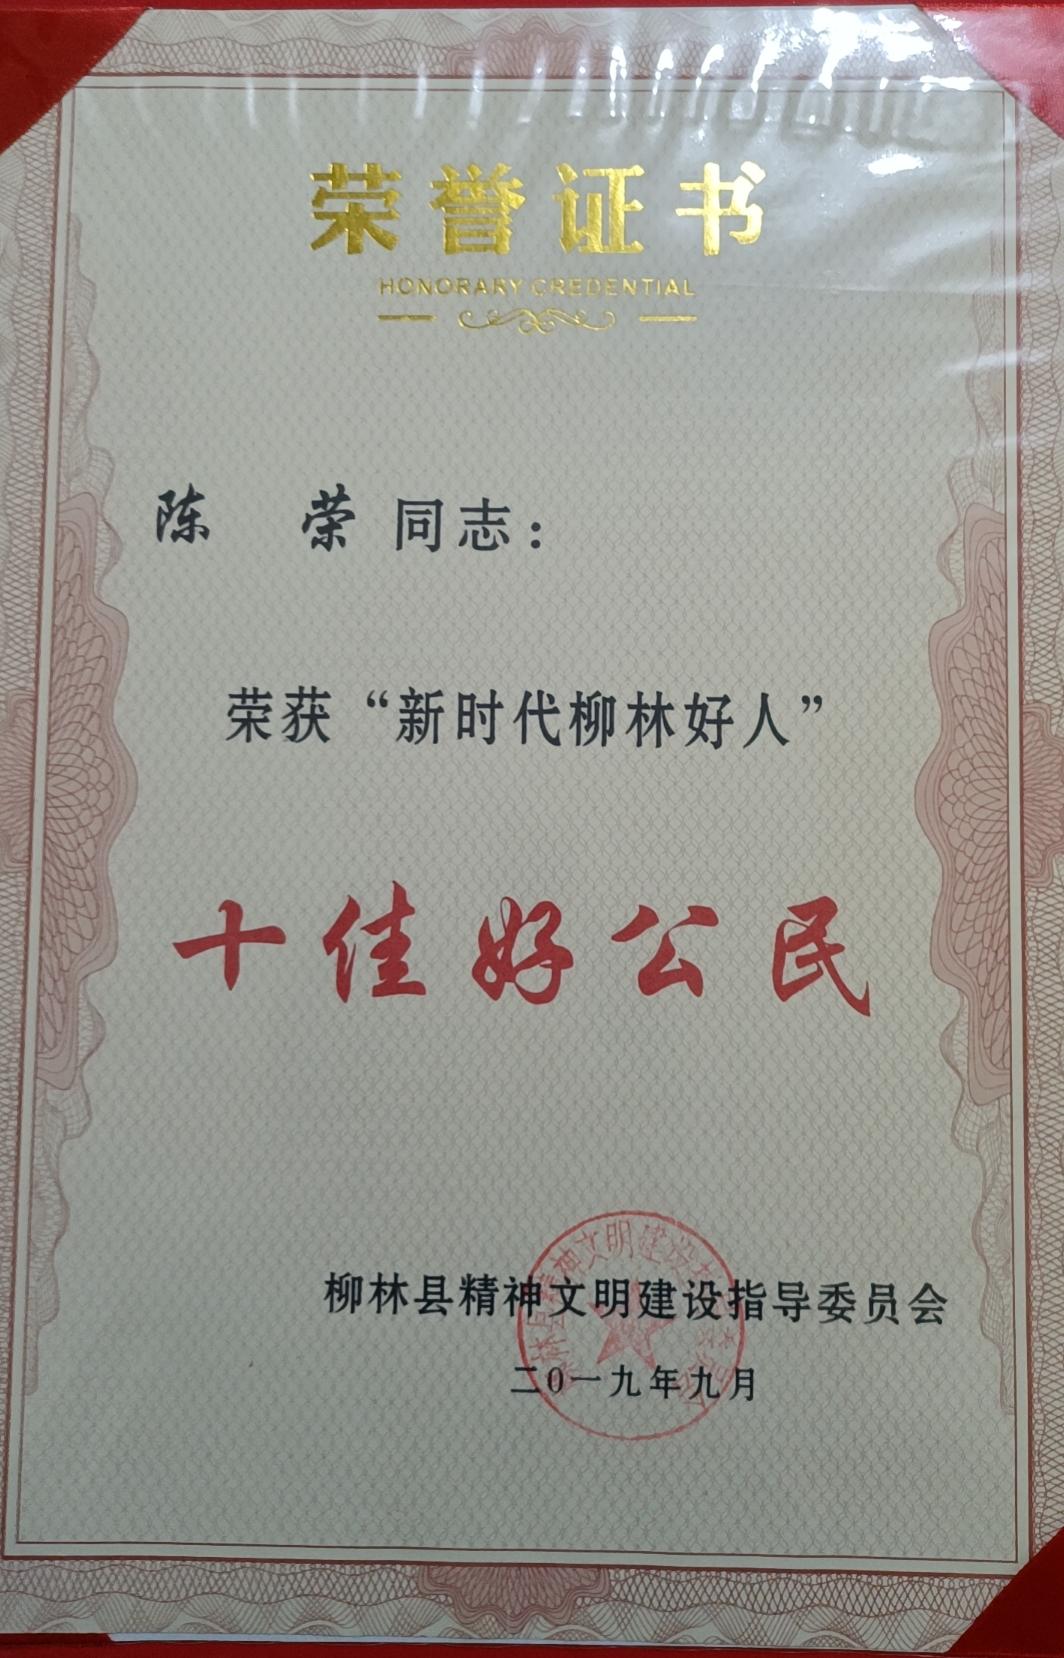 荣誉证书
HONORARY CREDENTIAL
陈 荣 同志：
荣获“新时代柳林好人”
十佳好公民
柳林县精神文明建设指导委员会
二0一九年九月